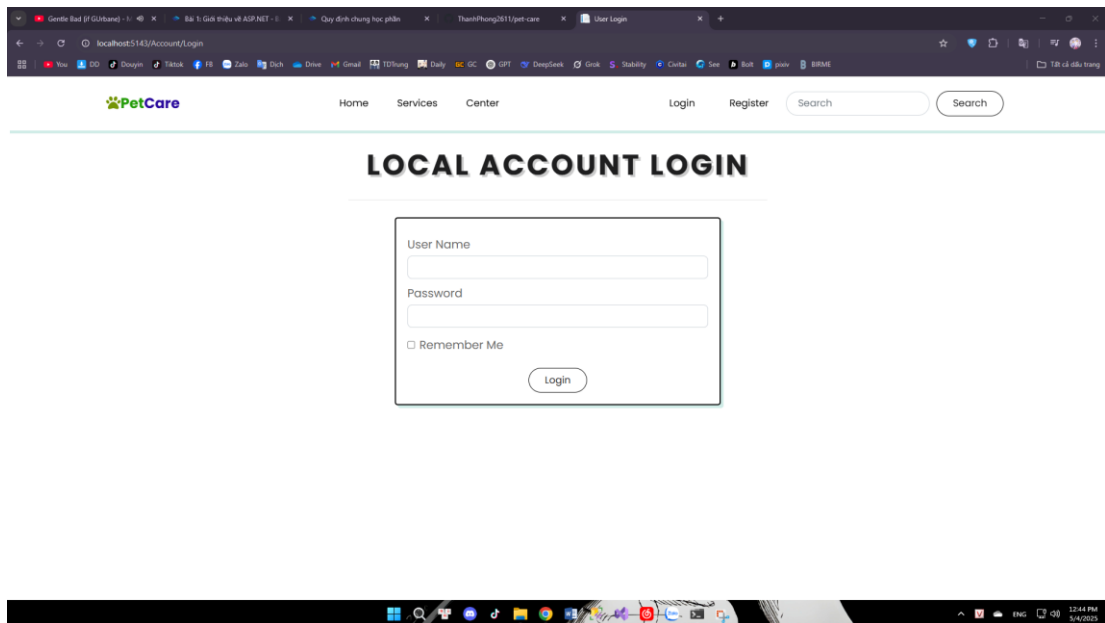 Gentle Bad (if GUrbane) - N
Bài 1: Giới thiệu về ASP.NET - B
Quy định chung học phần
ThanhPhong2611/pet-care
User Login
localhost:5143/Account/Login
You DD Douyin Tiktok FB Zalo Dich Drive Gmail TDTrung Daily GC GC GPT DeepSeek Grok S Stability Civitai See Bolt pixiv BIRME Tất cả dấu trang
PetCare Home Services Center Login Register Search Search
LOCAL ACCOUNT LOGIN
User Name
Password
Remember Me
Login
ENG 12:44 PM
5/4/2025